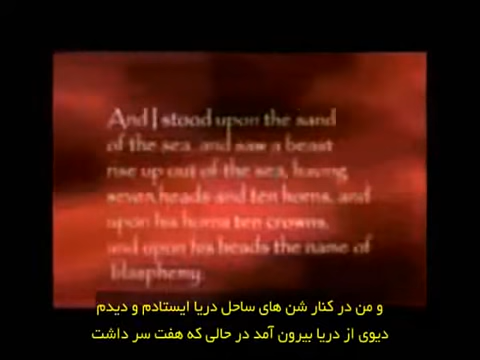 And I stood upon the sand
of the sea, and saw a beast
rise up out of the sea, having
seven heads and ten horns, and
upon his horns ten crowns,
and upon his heads the name of
blasphemy.
و من در کنار شن های ساحل دریا ایستادم و دیدم
دیوی از دریا بیرون آمد در حالی که هفت سر داشت